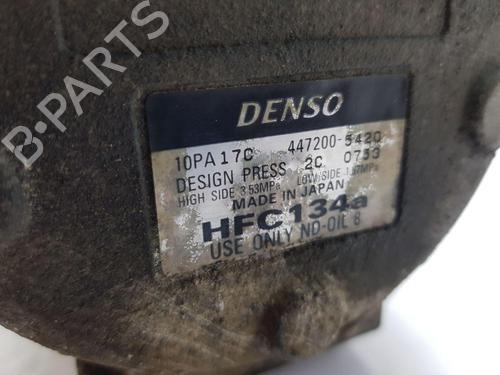 DENSO
10PA17C 447200-5420
DESIGN PRESS 2C 0753
HIGH SIDE 3.53MPa LOW SIDE 1.67MPa
MADE IN JAPAN
HFC134a
USE ONLY ND-OIL 8
B-PARTS